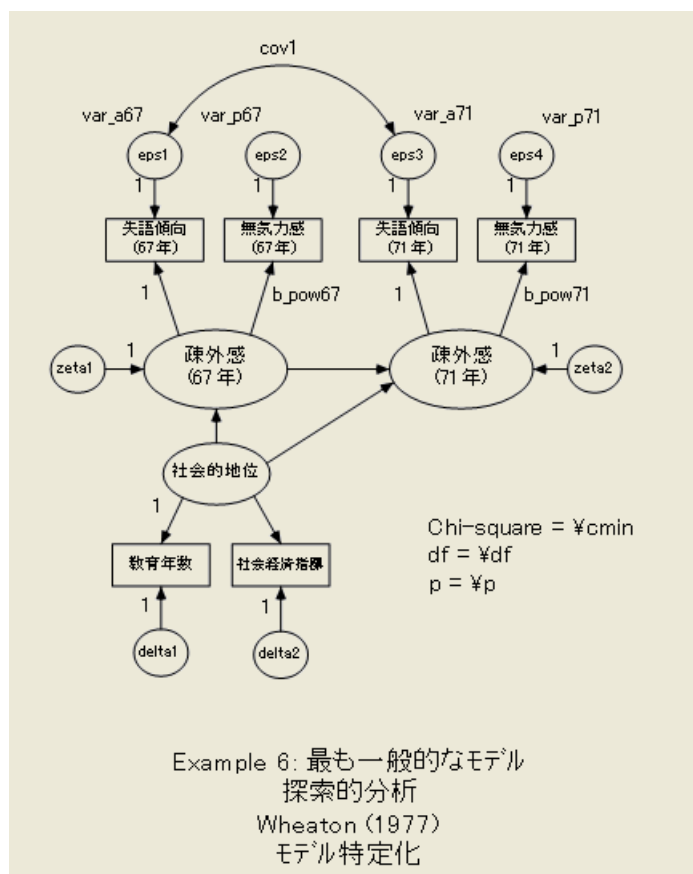 cov1
var_a67
var_p67
var_a71
var_p71
eps1
eps2
eps3
eps4
1
1
1
1
失語傾向
(67年)
無気力感
(67年)
失語傾向
(71年)
無気力感
(71年)
1
b_pow67
1
b_pow71
zeta1
1
疎外感
(67年)
疎外感
(71年)
1
zeta2
社会的地位
1
教育年数
社会経済指標
Chi-square = ¥cmin
df = ¥df
p = ¥p
1
1
delta1
delta2
Example 6: 最も一般的なモデル
探索的分析
Wheaton (1977)
モデル特定化